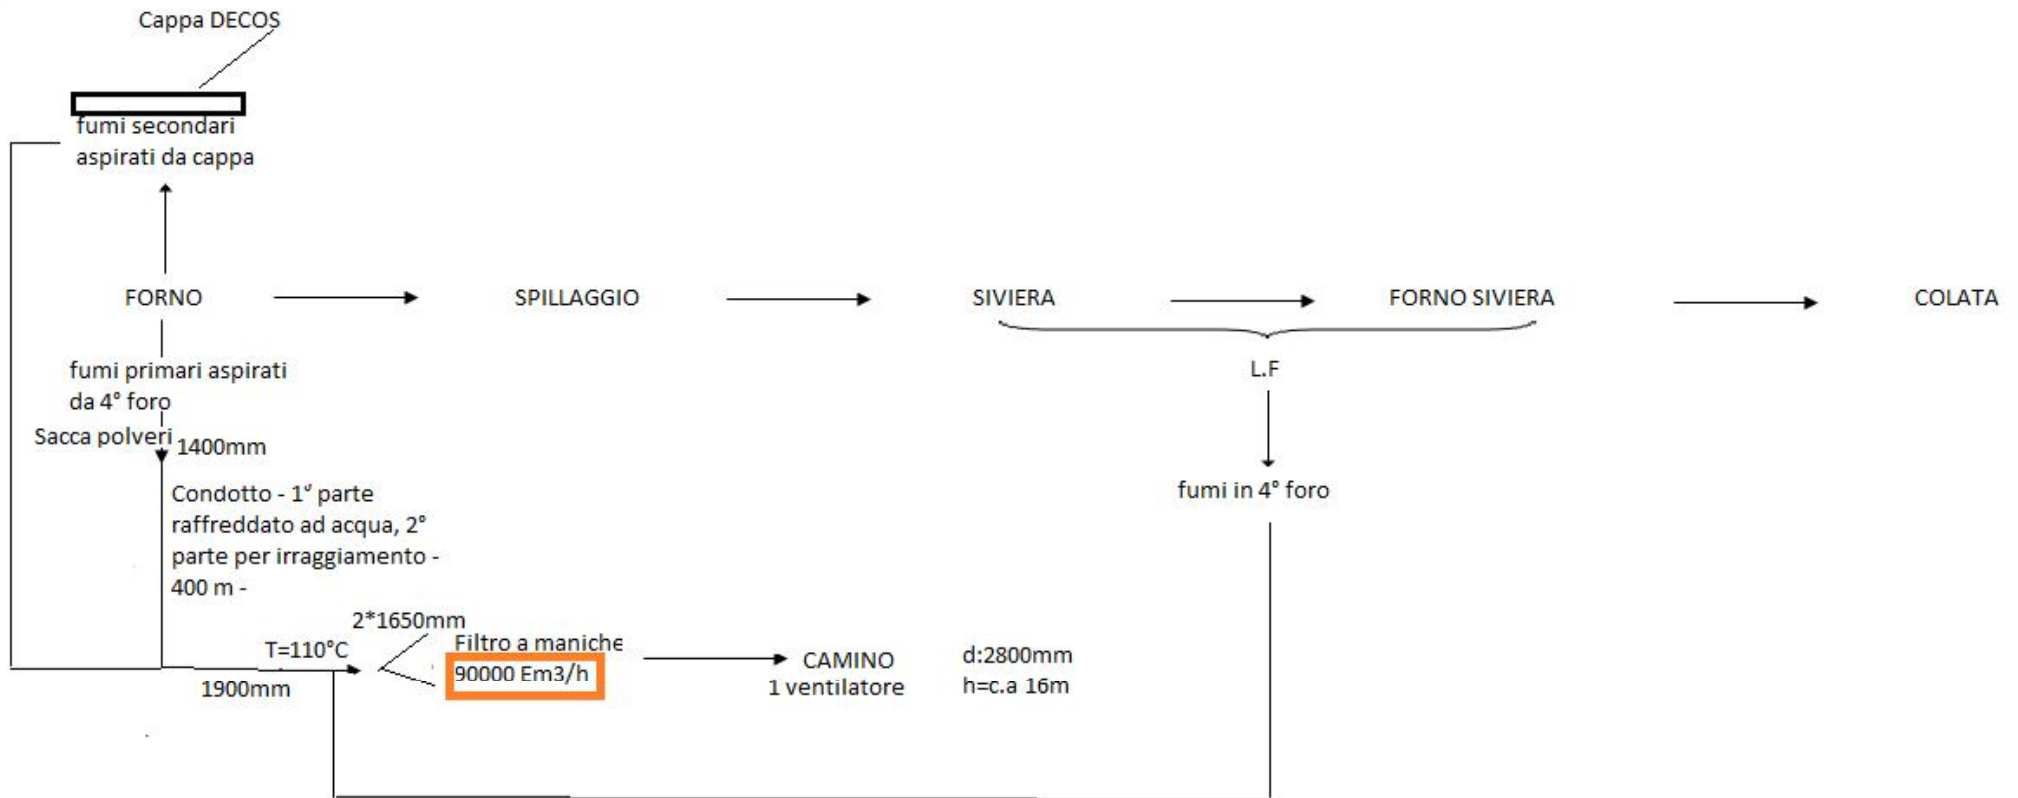 Cappa DECOS
fumi secondari
aspirati da cappa
FORNO
SPILLAGGIO
SIVIERA
FORNO SIVIERA
COLATA
fumi primari aspirati
da 4° foro
L.F
Sacca polveri
1400mm
Condotto - 1° parte
raffreddato ad acqua, 2°
parte per irraggiamento -
400 m -
fumi in 4° foro
2*1650mm
T=110°C
Filtro a maniche
90000 Em3/h
1900mm
CAMINO
1 ventilatore
d:2800mm
h=c.a 16m